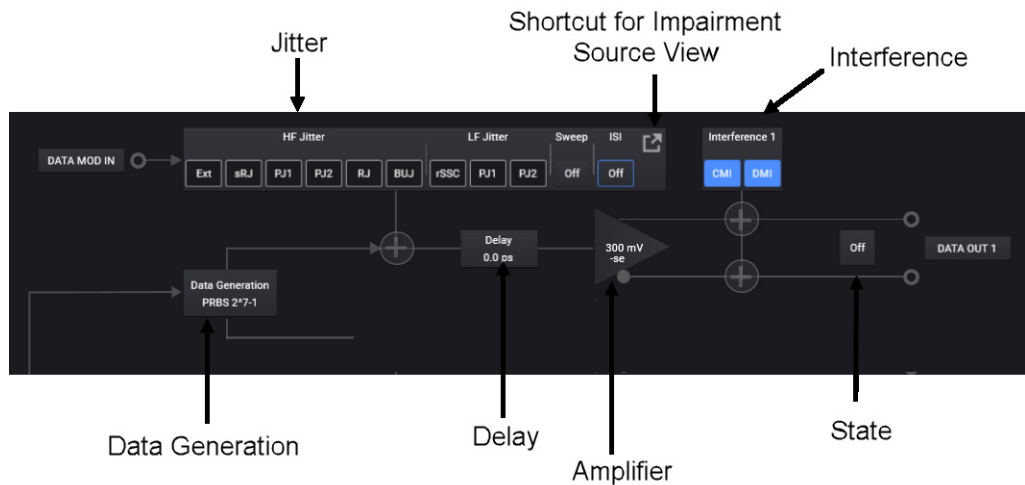 Jitter
Shortcut for Impairment
Source View
Interference
HF Jitter
LF Jitter
Sweep
ISI
Interference 1
DATA MOD IN
Ext
sRJ
PJ1
PJ2
RJ
BUJ
rSSC
PJ1
PJ2
Off
Off
CMI
DMI
Delay
0.0 ps
300 mV
-se
Off
DATA OUT 1
Data Generation
PRBS 2^7-1
Data Generation
Delay
Amplifier
State